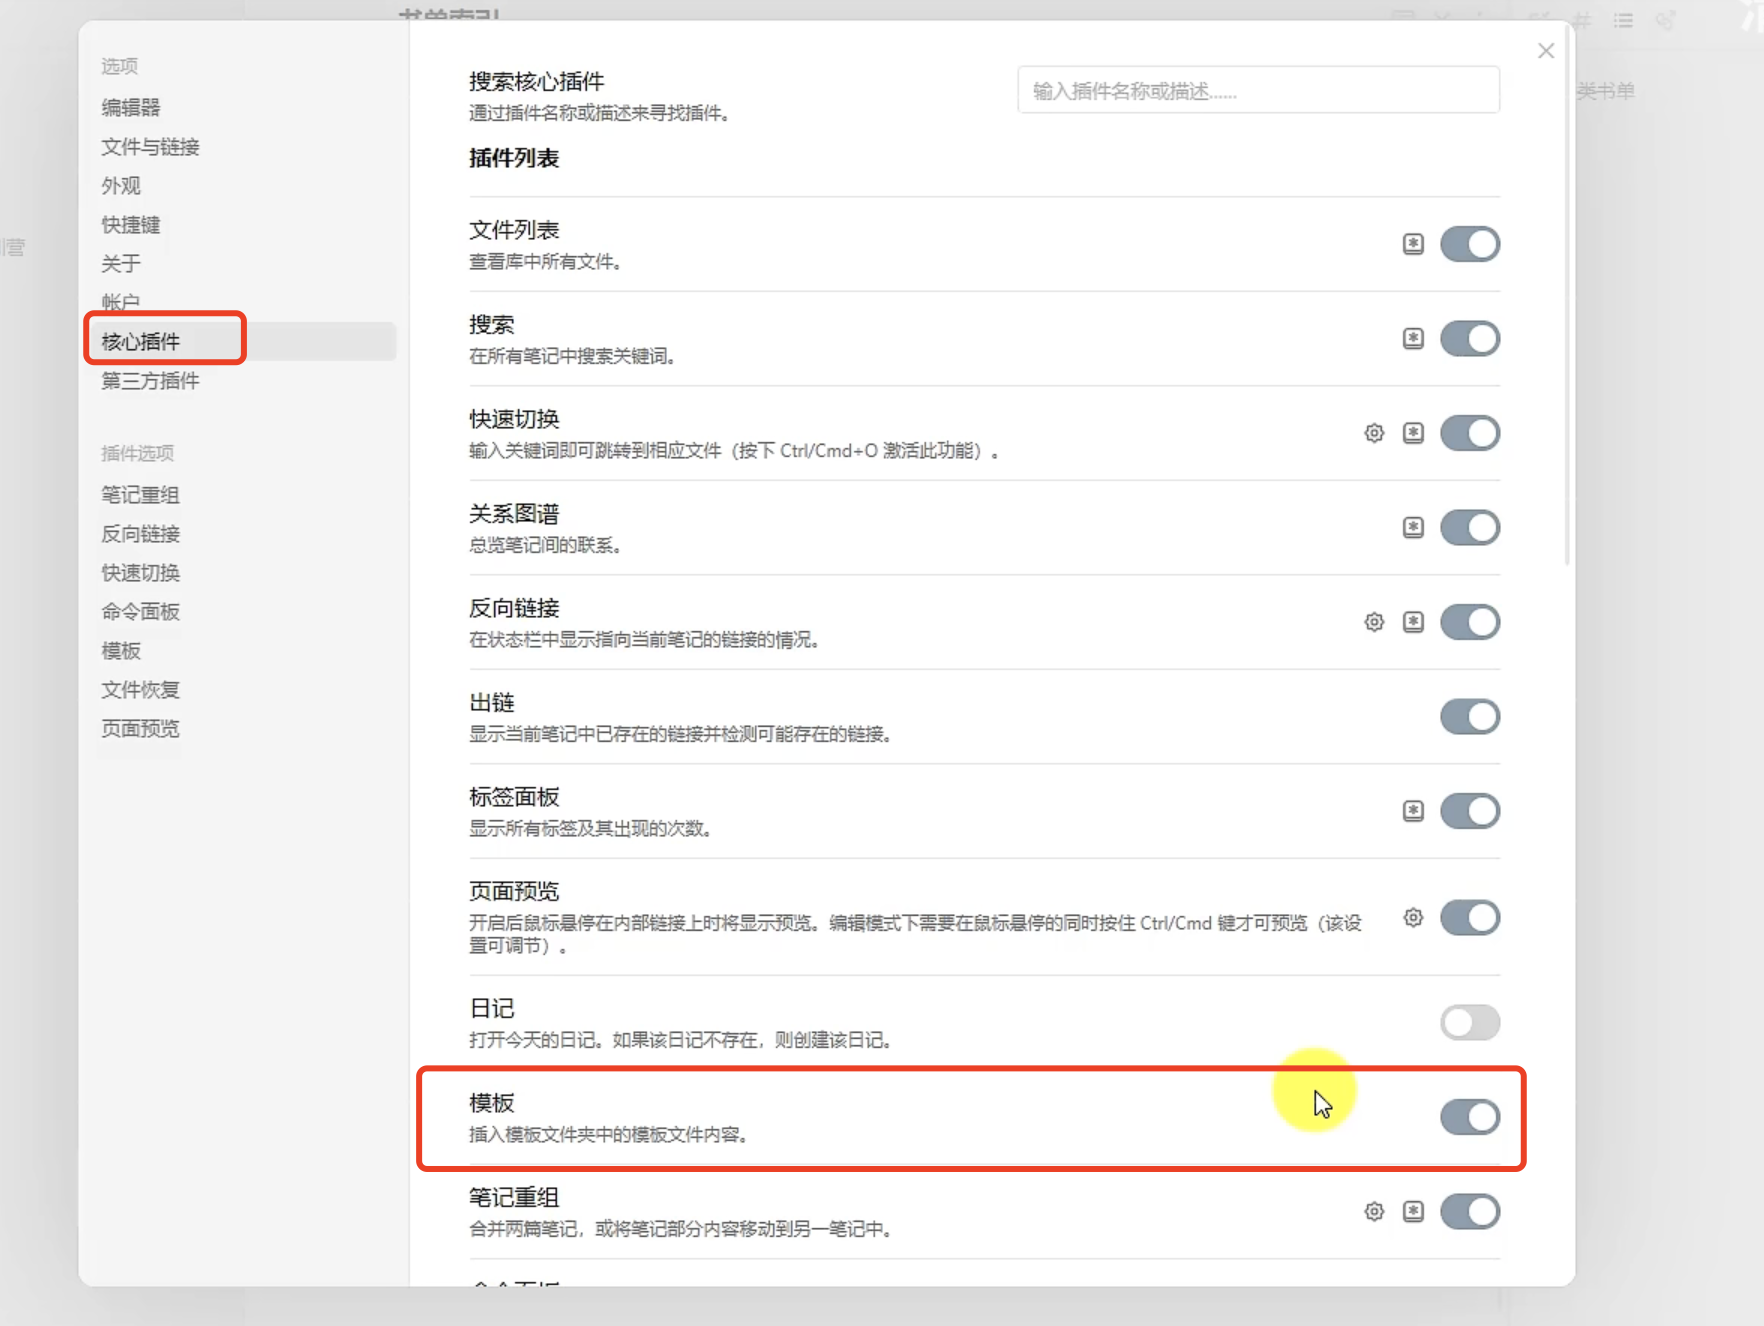 书单索引
类书单
选项
编辑器
文件与链接
外观
快捷键
关于
帐户
核心插件
第三方插件
插件选项
笔记重组
反向链接
快速切换
命令面板
模板
文件恢复
页面预览
搜索核心插件
输入插件名称或描述......
通过插件名称或描述来寻找插件。
插件列表
文件列表
查看库中所有文件。
搜索
在所有笔记中搜索关键词。
快速切换
输入关键词即可跳转到相应文件（按下 Ctrl/Cmd+O 激活此功能）。
关系图谱
总览笔记间的联系。
反向链接
在状态栏中显示指向当前笔记的链接的情况。
出链
显示当前笔记中已存在的链接并检测可能存在的链接。
标签面板
显示所有标签及其出现的次数。
页面预览
开启后鼠标悬停在内部链接上时将显示预览。编辑模式下需要在鼠标悬停的同时按住 Ctrl/Cmd 键才可预览（该设
置可调节）。
日记
打开今天的日记。如果该日记不存在，则创建该日记。
模板
插入模板文件夹中的模板文件内容。
笔记重组
合并两篇笔记，或将笔记部分内容移动到另一笔记中。